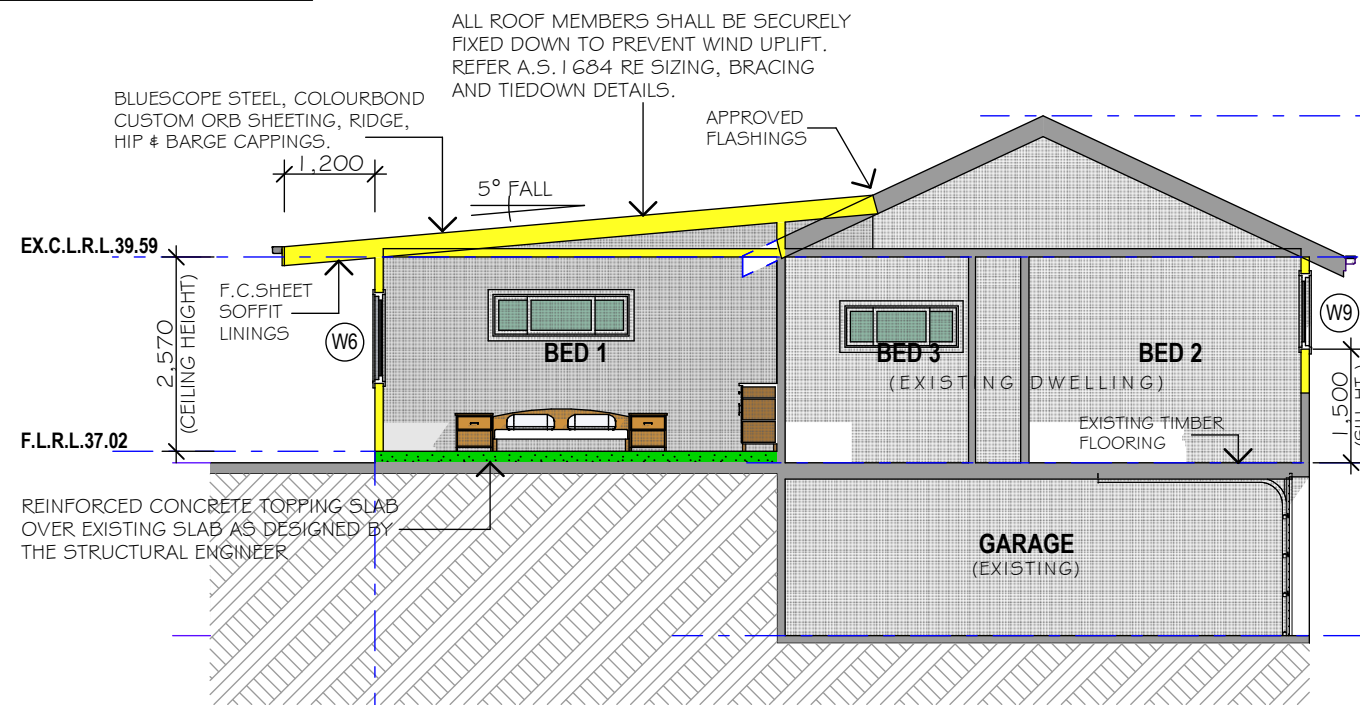 ALL ROOF MEMBERS SHALL BE SECURELY
FIXED DOWN TO PREVENT WIND UPLIFT.
REFER A.S.1684 RE SIZING, BRACING
AND TIEDOWN DETAILS.
BLUESCOPE STEEL, COLOURBOND
CUSTOM ORB SHEETING, RIDGE,
HIP & BARGE CAPPINGS.
APPROVED
FLASHINGS
1,200
5° FALL
EX.C.L.R.L.39.59
F.C.SHEET
SOFFIT
LININGS
W6
W9
2,570
(CEILING HEIGHT)
BED 1
BED 3
BED 2
(EXISTING DWELLING)
1,500
EXISTING TIMBER
FLOORING
F.L.R.L.37.02
REINFORCED CONCRETE TOPPING SLAB
OVER EXISTING SLAB AS DESIGNED BY
THE STRUCTURAL ENGINEER
GARAGE
(EXISTING)